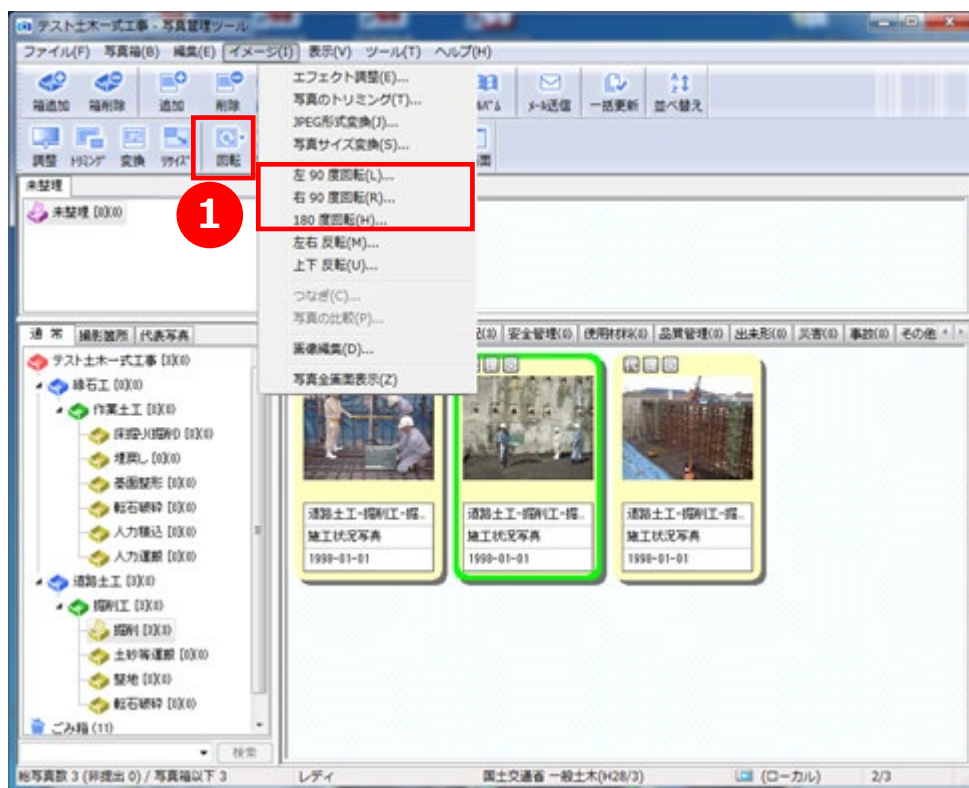 テスト土木一式工事 - 写真管理ツール
ファイル(F) 写真箱(B) 編集(E) イメージ(I) 表示(V) ツール(T) ヘルプ(H)
箱追加 箱削除 追加 削除 メール送信 一括更新 並べ替え
調整 トリミング 変換 リサイズ 回転
エフェクト調整(E)...
写真のトリミング(T)...
JPEG形式変換(J)...
写真サイズ変換(S)...
左 90 度回転(L)...
右 90 度回転(R)...
180 度回転(H)...
左右 反転(M)...
上下 反転(U)...
つなぎ(C)...
写真の比較(P)...
画像編集(D)...
写真全画面表示(Z)
1
未整理
未整理 [0](0)
通 常 撮影箇所 代表写真
安全管理(0) 使用材料(0) 品質管理(0) 出来形(0) 災害(0) 事故(0) その他
テスト土木一式工事 [3](0)
縁石工 [0](0)
作業土工 [0](0)
床掘り(掘削) [0](0)
埋戻し [0](0)
基面整形 [0](0)
転石破砕 [0](0)
人力積込 [0](0)
人力運搬 [0](0)
道路土工 [3](0)
掘削工 [3](0)
掘削 [3](0)
土砂等運搬 [0](0)
整地 [0](0)
転石破砕 [0](0)
ごみ箱 (11)
検索
道路土工-掘削工-掘...
施工状況写真
1998-01-01
道路土工-掘削工-掘...
施工状況写真
1998-01-01
道路土工-掘削工-掘...
施工状況写真
1998-01-01
総写真数 3 (非提出 0) / 写真箱以下 3 レディ 国土交通省 一般土木(H28/3) (ローカル) 2/3